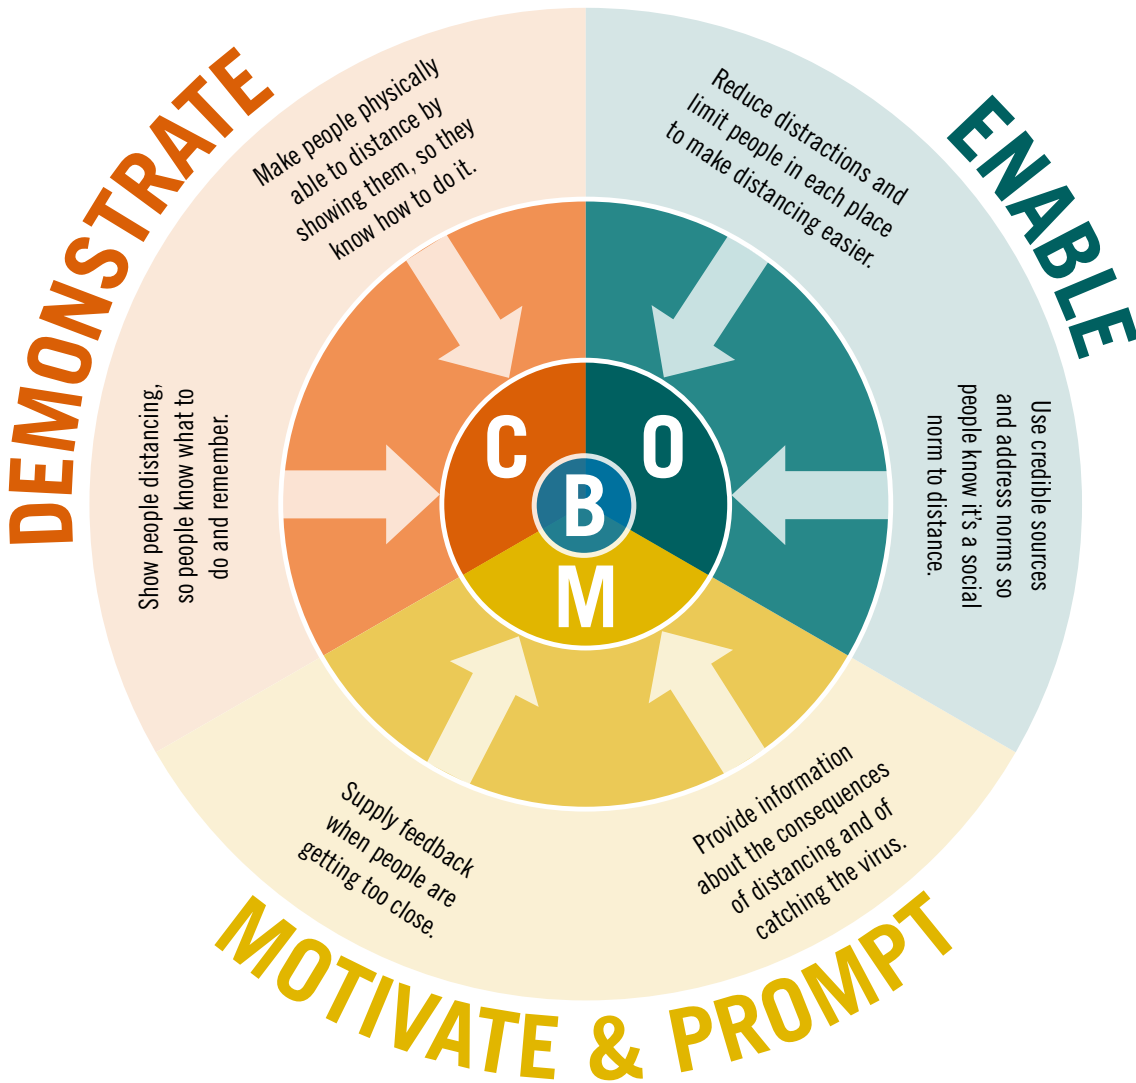 DEMONSTRATE
Make people physically
able to distance by
showing them, so they
know how to do it.
Show people distancing,
so people know what to
do and remember.
ENABLE
Reduce distractions and
limit people in each place
to make distancing easier.
Use credible sources
and address norms so
people know it's a social
norm to distance.
C
O
B
M
Supply feedback
when people are
getting too close.
Provide information
about the consequences
of distancing and of
catching the virus.
MOTIVATE & PROMPT